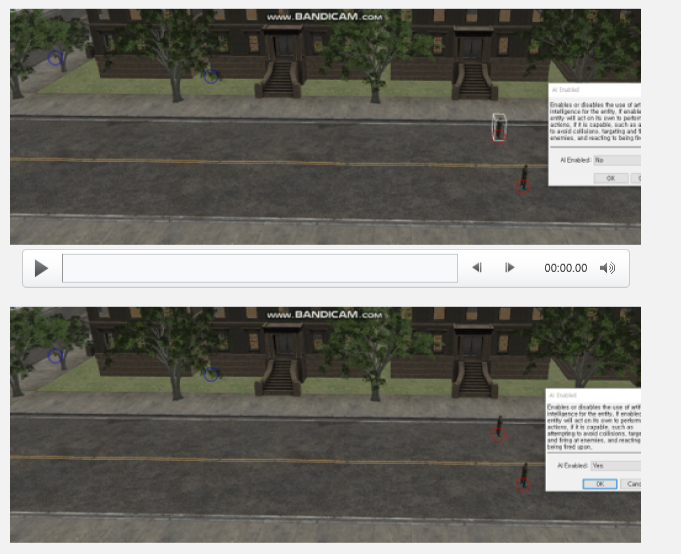 www.BANDICAM.com
AI Enabled
Enables or disables the use of art
intelligence for the entity. If enable
entity will act on its own to perform
actions, if it is capable, such as a
to avoid collisions, targeting and fi
enemies, and reacting to being fire
AI Enabled: No
OK C
00:00.00
www.BANDICAM.com
AI Enabled
Enables or disables the use of artif
intelligence for the entity. If enabled
entity will act on its own to perform
actions, if it is capable, such as
attempting to avoid collisions, targe
and firing at enemies, and reacting
being fired upon.
AI Enabled: Yes
OK Canc